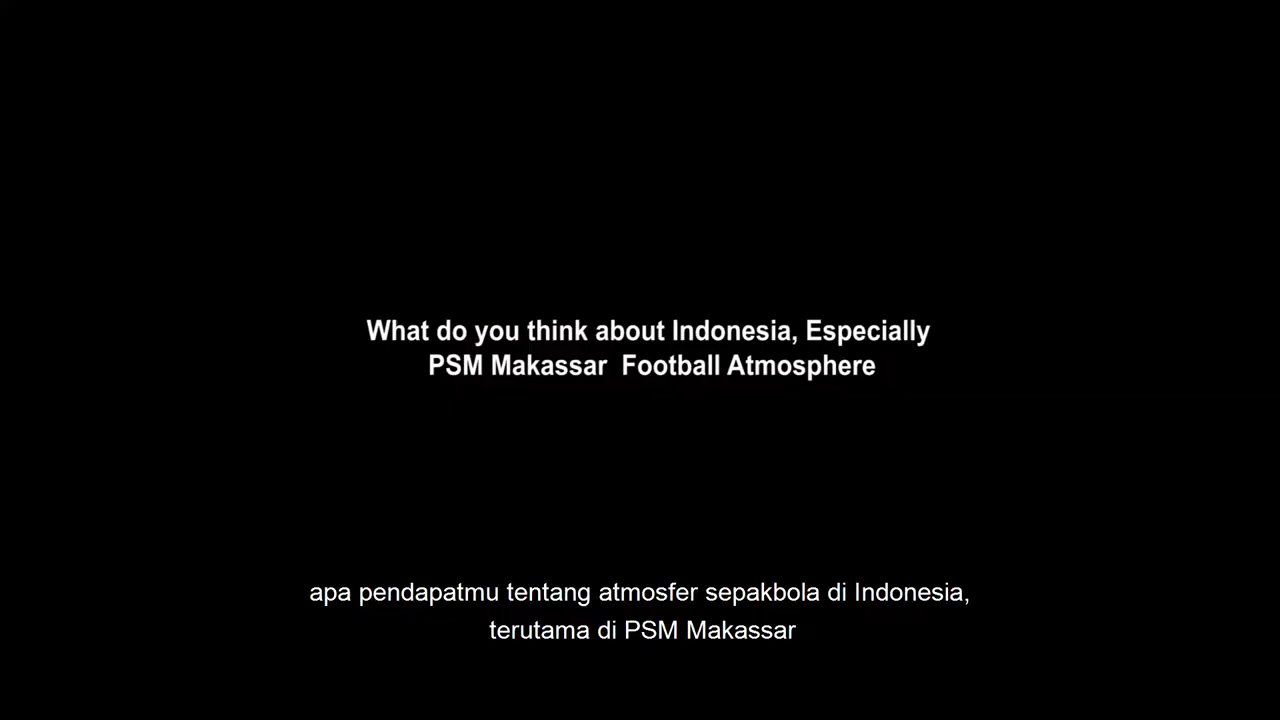 What do you think about Indonesia, Especially
PSM Makassar  Football Atmosphere
apa pendapatmu tentang atmosfer sepakbola di Indonesia,
terutama di PSM Makassar